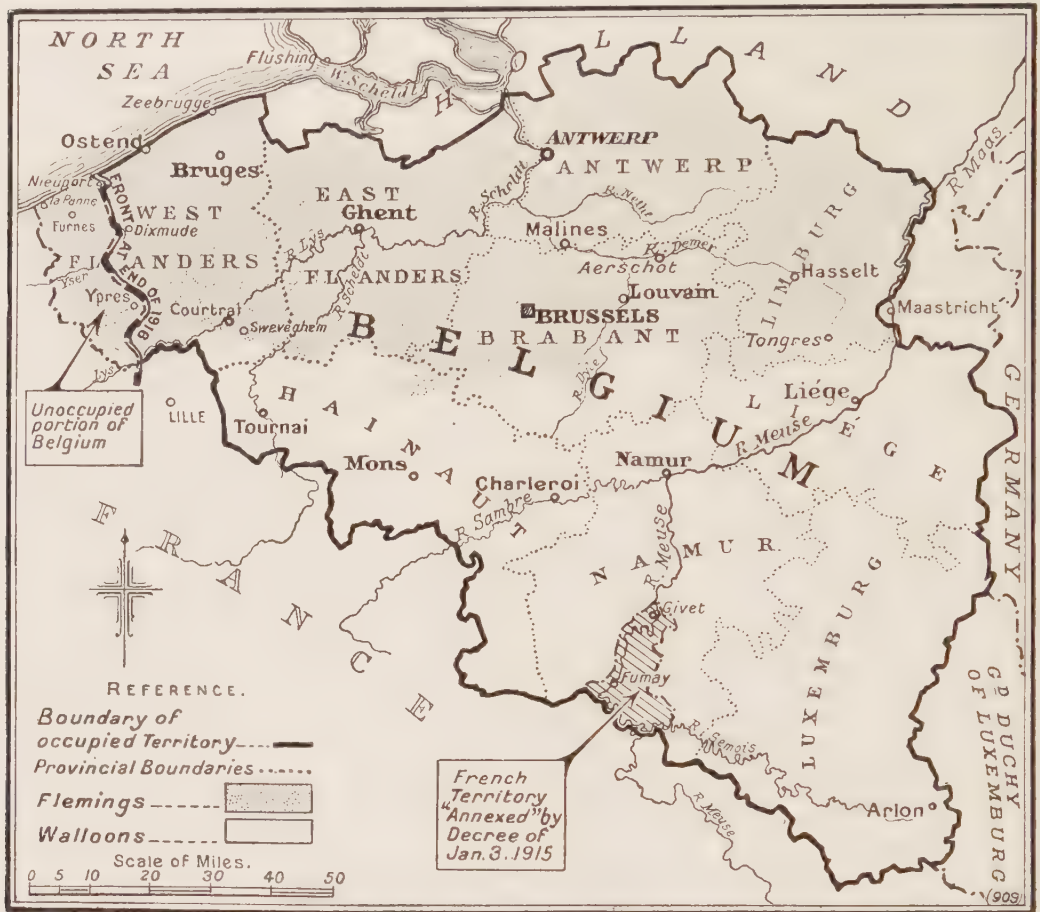 NORTH
SEA
HOLLAND
Flushing
W. Scheldt
Zeebrugge
Ostend
Bruges
ANTWERP
ANTWERP
R. Maas
Nieuport
la Panne
Furnes
FRONT AT END OF 1916
WEST
FLANDERS
Dixmude
EAST
FLANDERS
Ghent
R. Scheldt
R. Nethe
Malines
R. Demer
Aerschot
LIMBURG
Hasselt
R. Lys
R. Scheldt
Yser
Ypres
Courtrai
Sweveghem
Louvain
BRUSSELS
BRABANT
Maastricht
Tongres
BELGIUM
R. Dyle
Lys
Unoccupied
portion of
Belgium
LILLE
Tournai
HAINAUT
Mons
Charleroi
R. Sambre
Namur
R. Meuse
Liége
LIÉGE
GERMANY
FRANCE
NAMUR
R. Meuse
Givet
Fumay
LUXEMBURG
R. Semois
Arlon
R. Meuse
GD DUCHY
OF LUXEMBURG
French
Territory
„Annexed" by
Decree of
Jan. 3. 1915
REFERENCE.
Boundary of
occupied Territory
Provincial Boundaries
Flemings
Walloons
Scale of Miles.
0 5 10 20 30 40 50
(909)